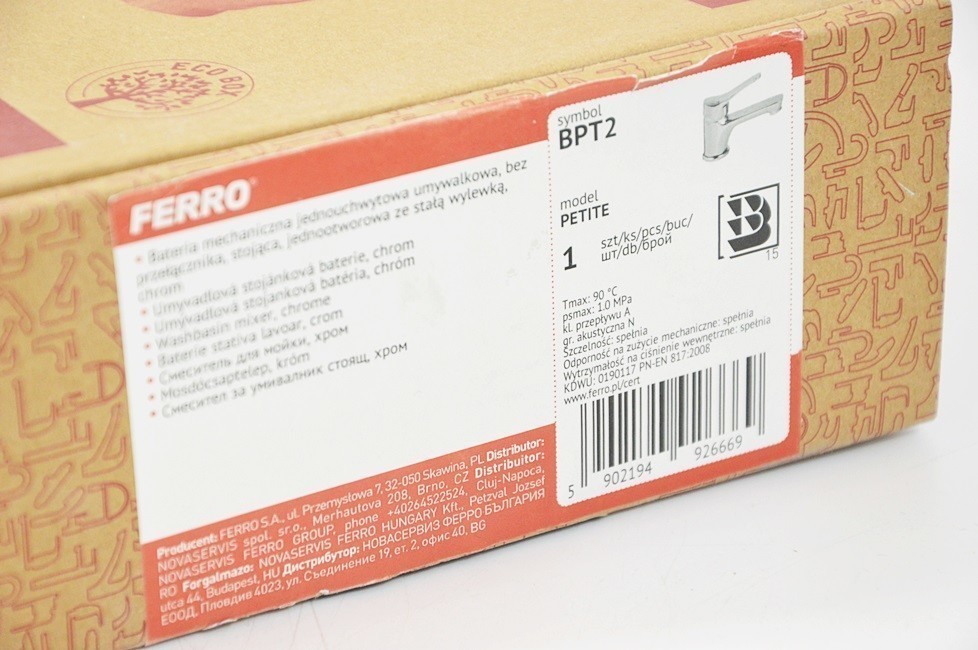 ECO BOX
FERRO
• Bateria mechaniczna jednouchwytowa umywalkowa, bez
przełącznika, stojąca, jednootworowa ze stałą wylewką,
chrom
• Umyvadlová stojánková baterie, chrom
• Umývadlová stojanková batéria, chróm
• Washbasin mixer, chrome
• Baterie stativa lavoar, crom
• Смеситель для мойки, хром
• Mosdócsaptelep, króm
• Смесител за умивалник стоящ, хром
Producent: FERRO S.A., ul. Przemysłowa 7, 32-050 Skawina, PL Distributor:
NOVASERVIS spol. sr.o., Merhautova 208, Brno, CZ Distribuitor:
NOVASERVIS FERRO GROUP, phone +40264522524, Cluj-Napoca,
RO Forgalmazo: NOVASERVIS FERRO HUNGARY Kft., Petzval Jozsef
utca 44, Budapest, HU Дистрибутор: НОВАСЕРВИЗ ФЕРРО БЪЛГАРИЯ
ЕООД, Пловдив 4023, ул. Съединение 19, ет. 2, офис 40, BG
symbol
BPT2
model
PETITE
1 szt/ks/pcs/buc/
шт/db/брой
B
15
Tmax: 90 °C
psmax: 1.0 MPa
kl. przepływu A
gr. akustyczna N
Szczelność: spełnia
Odporność na zużycie mechaniczne: spełnia
Wytrzymałość na ciśnienie wewnętrzne: spełnia
KDWU: 0190117 PN-EN 817:2008
www.ferro.pl/cert
5 902194 926669